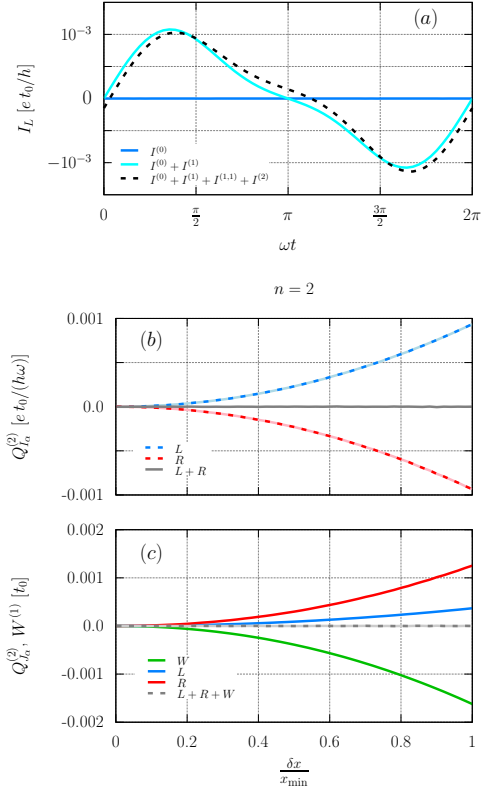 (a)
I_L [e t_0/h]
10^{-3}
0
−10^{-3}
I^{(0)}
I^{(0)} + I^{(1)}
I^{(0)} + I^{(1)} + I^{(1,1)} + I^{(2)}
0 π/2 π 3π/2 2π
ωt
n = 2
(b)
Q^{(2)}_{I_α} [e t_0/(ħω)]
0.001
0.0
-0.001
L
R
L + R
(c)
Q^{(2)}_{J_α}, W^{(1)} [t_0]
0.002
0.001
0.0
-0.001
-0.002
W
L
R
L + R + W
0 0.2 0.4 0.6 0.8 1
δx
x_min